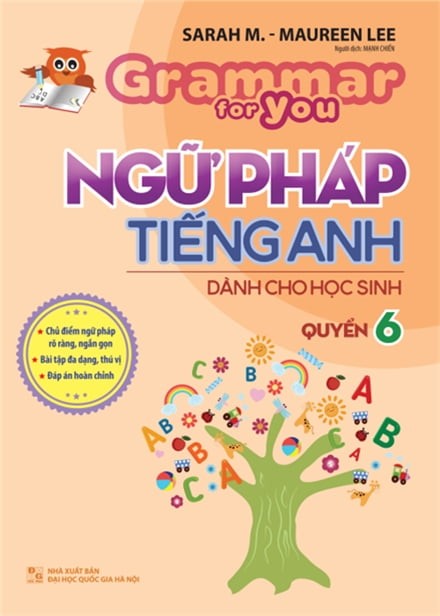 SARAH M. - MAUREEN LEE
Người dịch: MẠNH CHIẾN
Grammar
for you
NGỮ PHÁP
TIẾNG ANH
DÀNH CHO HỌC SINH
QUYỂN 6
★ Chủ điểm ngữ pháp
rõ ràng, ngắn gọn
★ Bài tập đa dạng, thú vị
★ Đáp án hoàn chỉnh
NHÀ XUẤT BẢN
ĐẠI HỌC QUỐC GIA HÀ NỘI